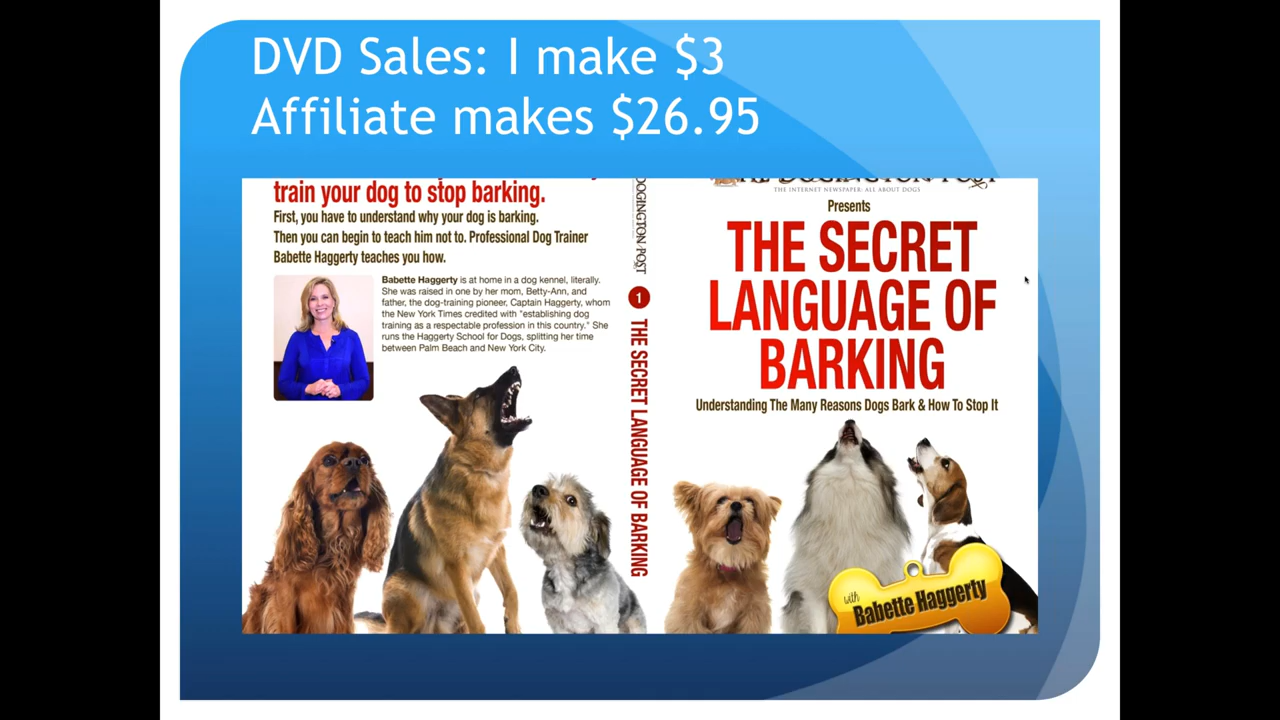 DVD Sales: I make $3
Affiliate makes $26.95
train your dog to stop barking.
First, you have to understand why your dog is barking.
Then you can begin to teach him not to. Professional Dog Trainer
Babette Haggerty teaches you how.
Babette Haggerty is at home in a dog kennel, literally.
She was raised in one by her mom, Betty-Ann, and
father, the dog-training pioneer, Captain Haggerty, whom
the New York Times credited with "establishing dog
training as a respectable profession in this country." She
runs the Haggerty School for Dogs, splitting her time
between Palm Beach and New York City.
DOGINGTON POST
1
THE SECRET LANGUAGE OF BARKING
DOGINGTON POST
THE INTERNET NEWSPAPER: ALL ABOUT DOGS
Presents
THE SECRET
LANGUAGE OF
BARKING
Understanding The Many Reasons Dogs Bark & How To Stop It
with
Babette Haggerty